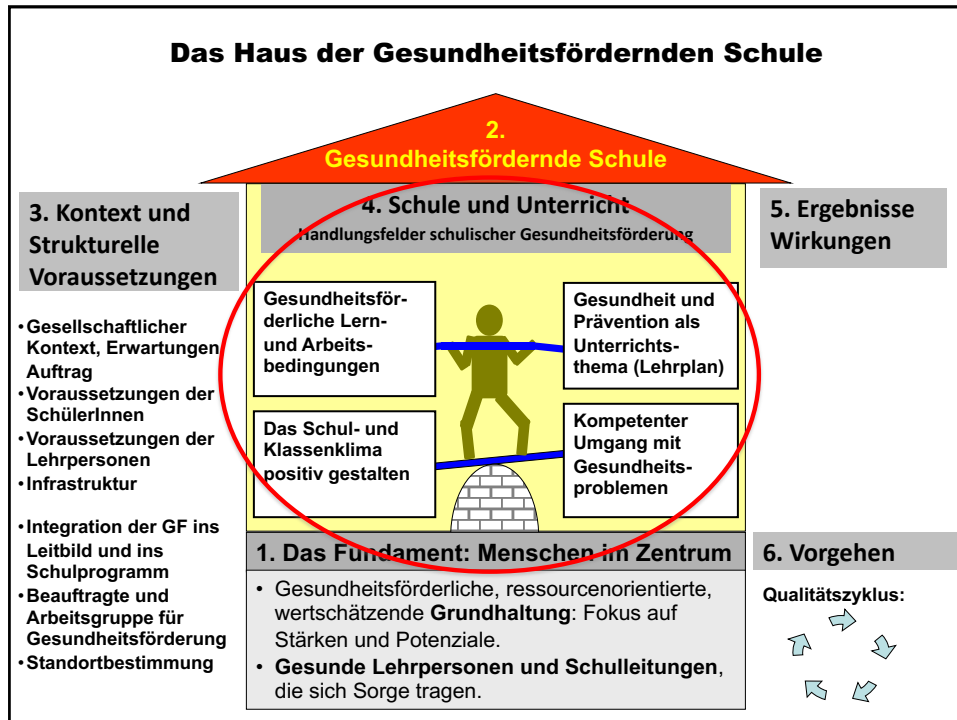 Das Haus der Gesundheitsfördernden Schule
2.
Gesundheitsfördernde Schule
3. Kontext und
Strukturelle
Voraussetzungen
• Gesellschaftlicher
Kontext, Erwartungen
Auftrag
• Voraussetzungen der
SchülerInnen
• Voraussetzungen der
Lehrpersonen
• Infrastruktur
• Integration der GF ins
Leitbild und ins
Schulprogramm
• Beauftragte und
Arbeitsgruppe für
Gesundheitsförderung
• Standortbestimmung
4. Schule und Unterricht
Handlungsfelder schulischer Gesundheitsförderung
Gesundheitsför-
derliche Lern-
und Arbeits-
bedingungen
Gesundheit und
Prävention als
Unterrichts-
thema (Lehrplan)
Das Schul- und
Klassenklima
positiv gestalten
Kompetenter
Umgang mit
Gesundheits-
problemen
1. Das Fundament: Menschen im Zentrum
• Gesundheitsförderliche, ressourcenorientierte,
wertschätzende Grundhaltung: Fokus auf
Stärken und Potenziale.
• Gesunde Lehrpersonen und Schulleitungen,
die sich Sorge tragen.
5. Ergebnisse
Wirkungen
6. Vorgehen
Qualitätszyklus: